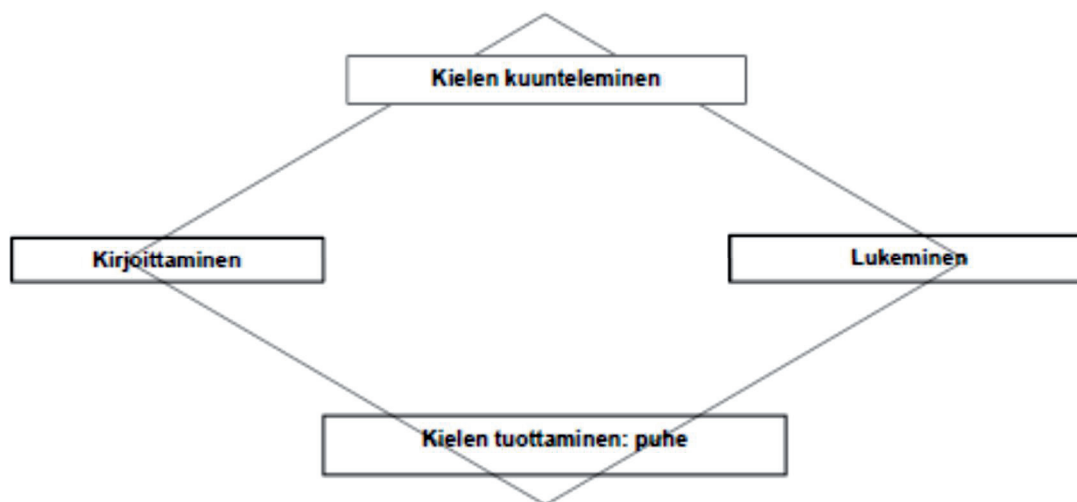 Kielen kuunteleminen
Kirjoittaminen
Lukeminen
Kielen tuottaminen: puhe